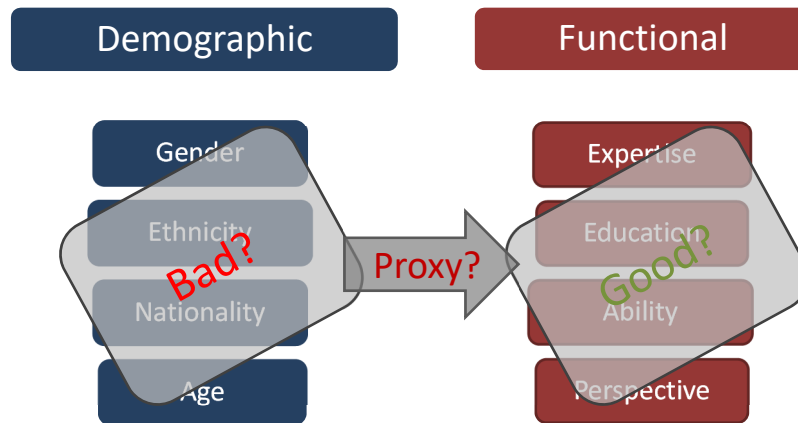 Demographic
Functional
Gender
Ethnicity
Nationality
Age
Bad?
Proxy?
Expertise
Education
Ability
Perspective
Good?